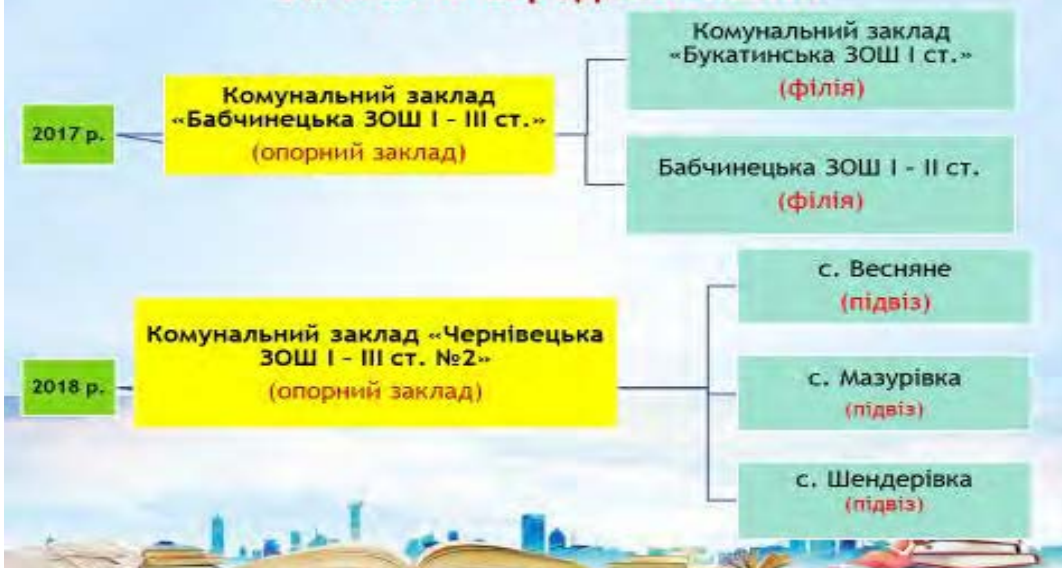 2017 р.
Комунальний заклад
«Бабчинецька ЗОШ І - ІІІ ст.»
(опорний заклад)
Комунальний заклад
«Букатинська ЗОШ І ст.»
(філія)
Бабчинецька ЗОШ І - ІІ ст.
(філія)
2018 р.
Комунальний заклад «Чернівецька
ЗОШ І - ІІІ ст. №2»
(опорний заклад)
с. Весняне
(підвіз)
с. Мазурівка
(підвіз)
с. Шендерівка
(підвіз)